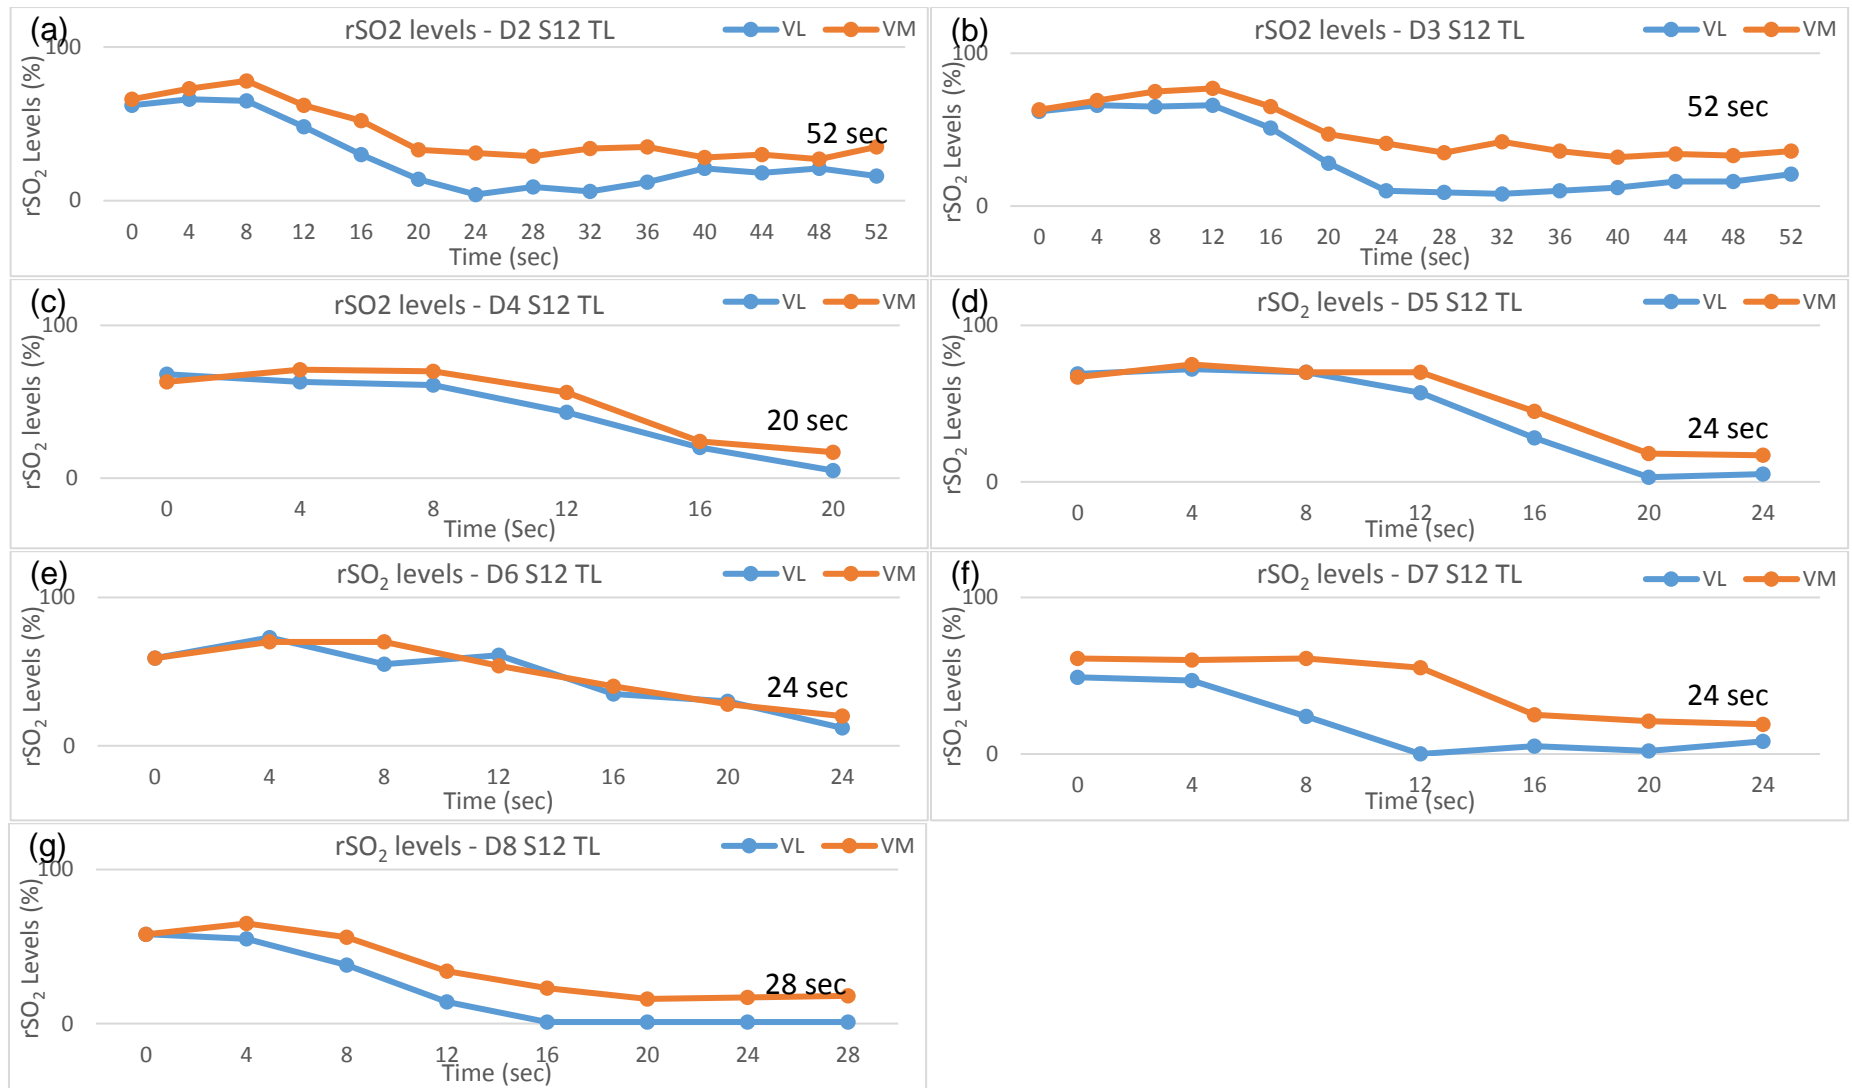 (a)
rSO2 levels - D2 S12 TL
VL
VM
rSO₂ Levels (%)
100
0
52 sec
0 4 8 12 16 20 24 28 32 36 40 44 48 52
Time (sec)
(b)
rSO2 levels - D3 S12 TL
VL
VM
rSO₂ Levels (%)
100
0
52 sec
0 4 8 12 16 20 24 28 32 36 40 44 48 52
Time (sec)
(c)
rSO2 levels - D4 S12 TL
VL
VM
rSO₂ levels (%)
100
0
20 sec
0 4 8 12 16 20
Time (Sec)
(d)
rSO₂ levels - D5 S12 TL
VL
VM
rSO₂ Levels (%)
100
0
24 sec
0 4 8 12 16 20 24
Time (sec)
(e)
rSO₂ levels - D6 S12 TL
VL
VM
rSO₂ Levels (%)
100
0
24 sec
0 4 8 12 16 20 24
Time (sec)
(f)
rSO₂ levels - D7 S12 TL
VL
VM
rSO₂ Levels (%)
100
0
24 sec
0 4 8 12 16 20 24
Time (sec)
(g)
rSO₂ levels - D8 S12 TL
VL
VM
rSO₂ Levels (%)
100
0
28 sec
0 4 8 12 16 20 24 28
Time (sec)